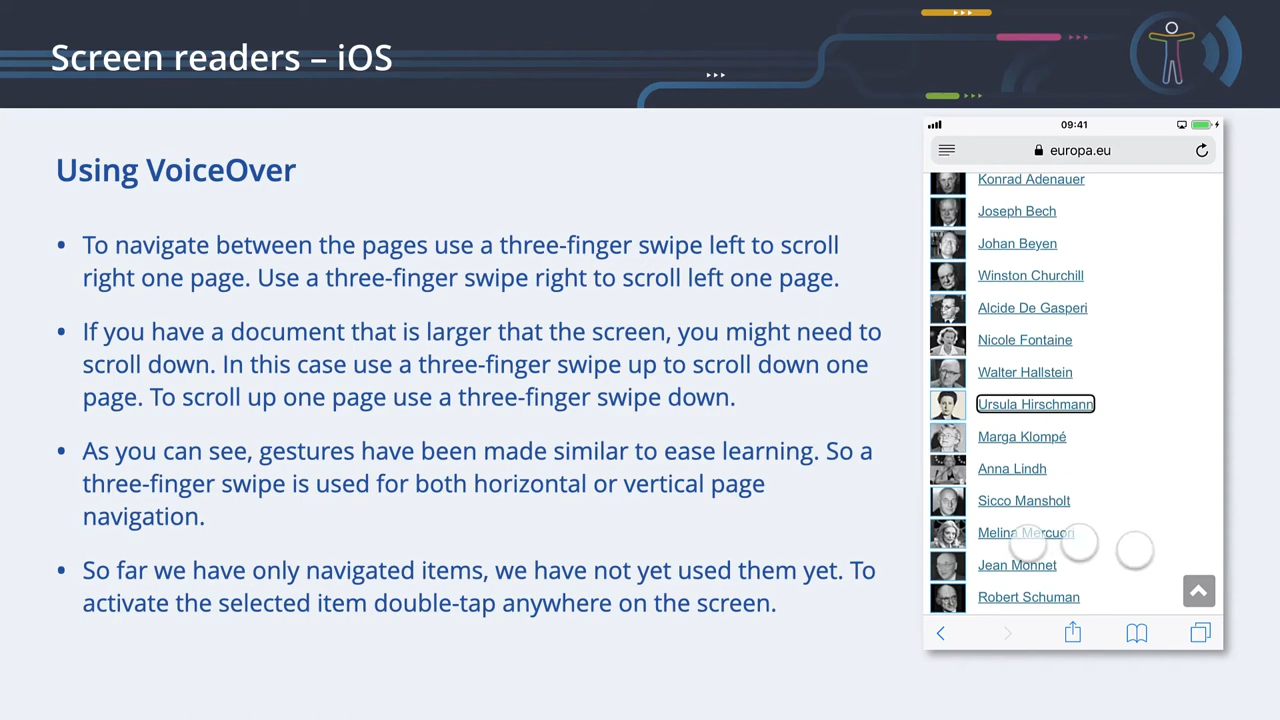 Screen readers – iOS
Using VoiceOver
• To navigate between the pages use a three-finger swipe left to scroll
right one page. Use a three-finger swipe right to scroll left one page.
• If you have a document that is larger that the screen, you might need to
scroll down. In this case use a three-finger swipe up to scroll down one
page. To scroll up one page use a three-finger swipe down.
• As you can see, gestures have been made similar to ease learning. So a
three-finger swipe is used for both horizontal or vertical page
navigation.
• So far we have only navigated items, we have not yet used them yet. To
activate the selected item double-tap anywhere on the screen.
09:41
europa.eu
Konrad Adenauer
Joseph Bech
Johan Beyen
Winston Churchill
Alcide De Gasperi
Nicole Fontaine
Walter Hallstein
Ursula Hirschmann
Marga Klompé
Anna Lindh
Sicco Mansholt
Melina Mercuori
Jean Monnet
Robert Schuman